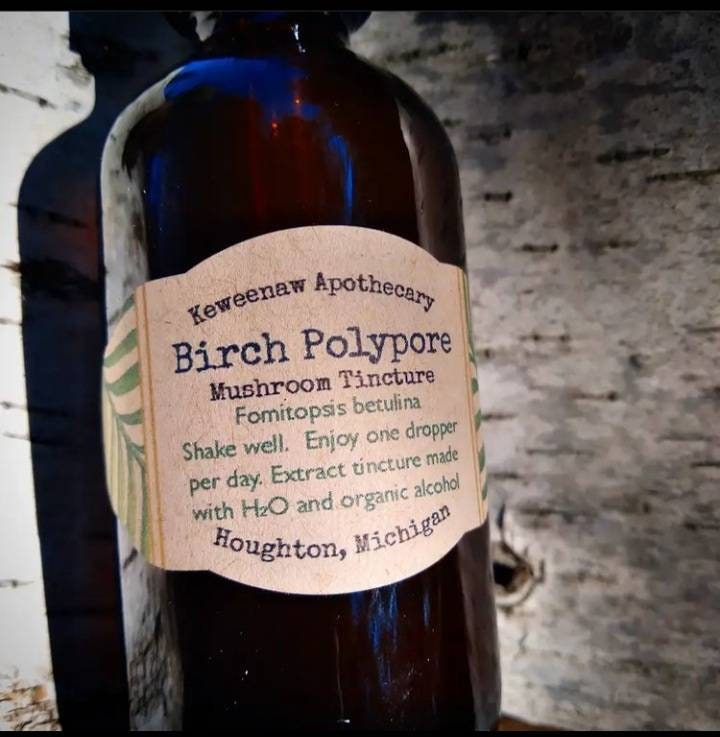 Keweenaw Apothecary
Birch Polypore
Mushroom Tincture
Fomitopsis betulina
Shake well. Enjoy one dropper
per day. Extract tincture made
with H₂O and organic alcohol
Houghton, Michigan